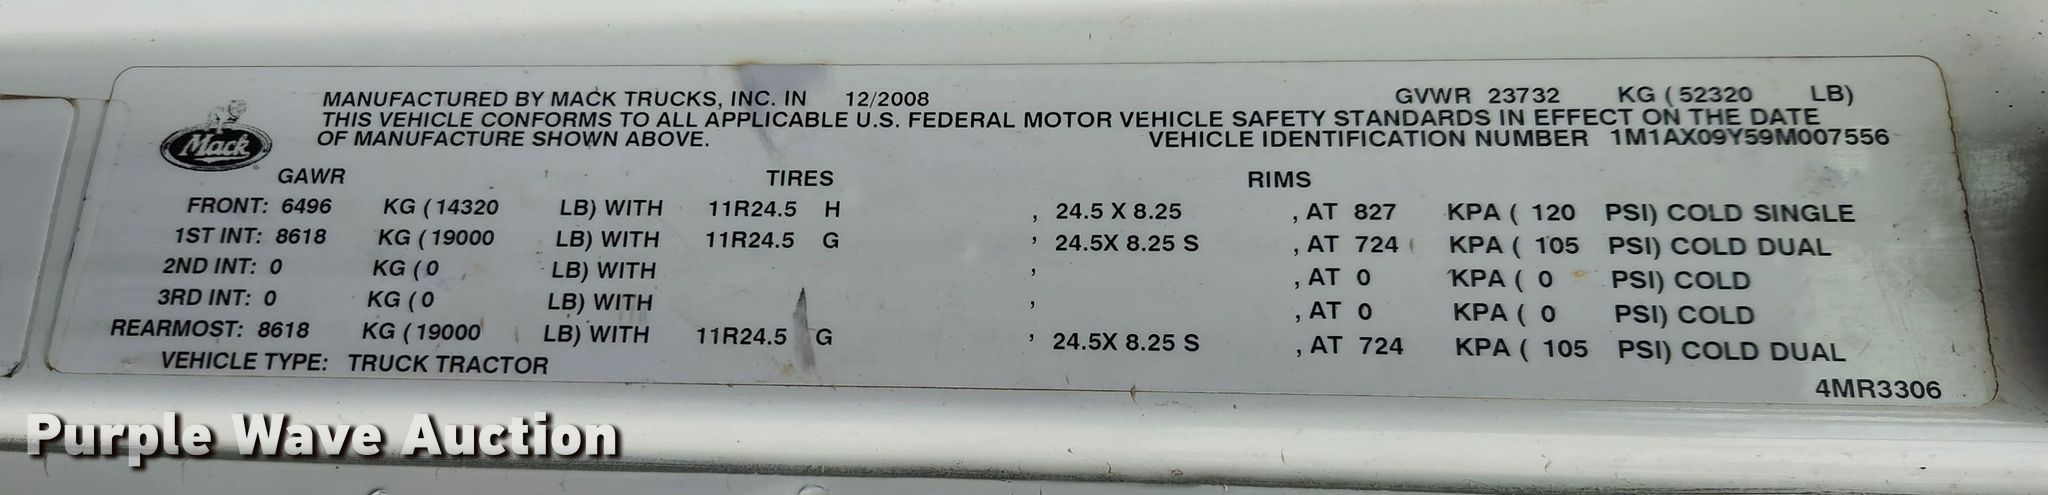 MANUFACTURED BY MACK TRUCKS, INC. IN 12/2008 GVWR 23732 KG (52320 LB)
THIS VEHICLE CONFORMS TO ALL APPLICABLE U.S. FEDERAL MOTOR VEHICLE SAFETY STANDARDS IN EFFECT ON THE DATE
OF MANUFACTURE SHOWN ABOVE. VEHICLE IDENTIFICATION NUMBER 1M1AX09Y59M007556
Mack
GAWR TIRES RIMS
FRONT: 6496 KG (14320 LB) WITH 11R24.5 H , 24.5 X 8.25 , AT 827 KPA ( 120 PSI) COLD SINGLE
1ST INT: 8618 KG (19000 LB) WITH 11R24.5 G , 24.5X 8.25 S , AT 724 KPA ( 105 PSI) COLD DUAL
2ND INT: 0 KG (0 LB) WITH , , AT 0 KPA ( 0 PSI) COLD
3RD INT: 0 KG (0 LB) WITH , , AT 0 KPA ( 0 PSI) COLD
REARMOST: 8618 KG (19000 LB) WITH 11R24.5 G , 24.5X 8.25 S , AT 724 KPA ( 105 PSI) COLD DUAL
VEHICLE TYPE: TRUCK TRACTOR
4MR3306
Purple Wave Auction